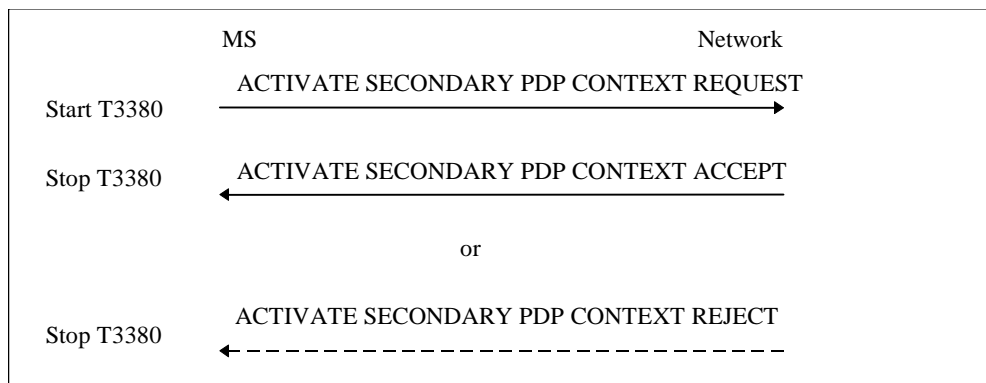 MS Network
ACTIVATE SECONDARY PDP CONTEXT REQUEST
Start T3380
ACTIVATE SECONDARY PDP CONTEXT ACCEPT
Stop T3380
or
ACTIVATE SECONDARY PDP CONTEXT REJECT
Stop T3380